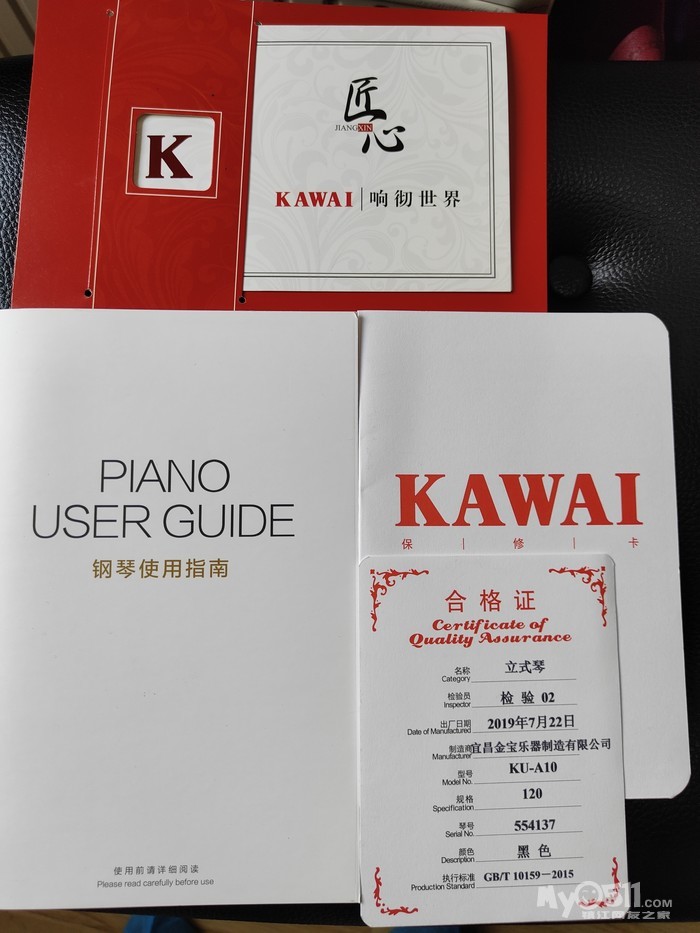 匠心
JIANGXIN
K
KAWAI | 响彻世界
PIANO
USER GUIDE
钢琴使用指南
使用前请详细阅读
Please read carefully before use
KAWAI
保 | 修 | 卡
合格证
Certificate of
Quality Assurance
名称 立式琴
Category
检验员 检 验 02
Inspector
出厂日期 2019年7月22日
Date of Manufactured
制造商 宜昌金宝乐器制造有限公司
Manufacturer
型号 KU-A10
Model No.
规格 120
Specification
琴号 554137
Serial No.
颜色 黑 色
Description
执行标准 GB/T 10159-2015
Production Standard
My0511.com
镇江网友之家